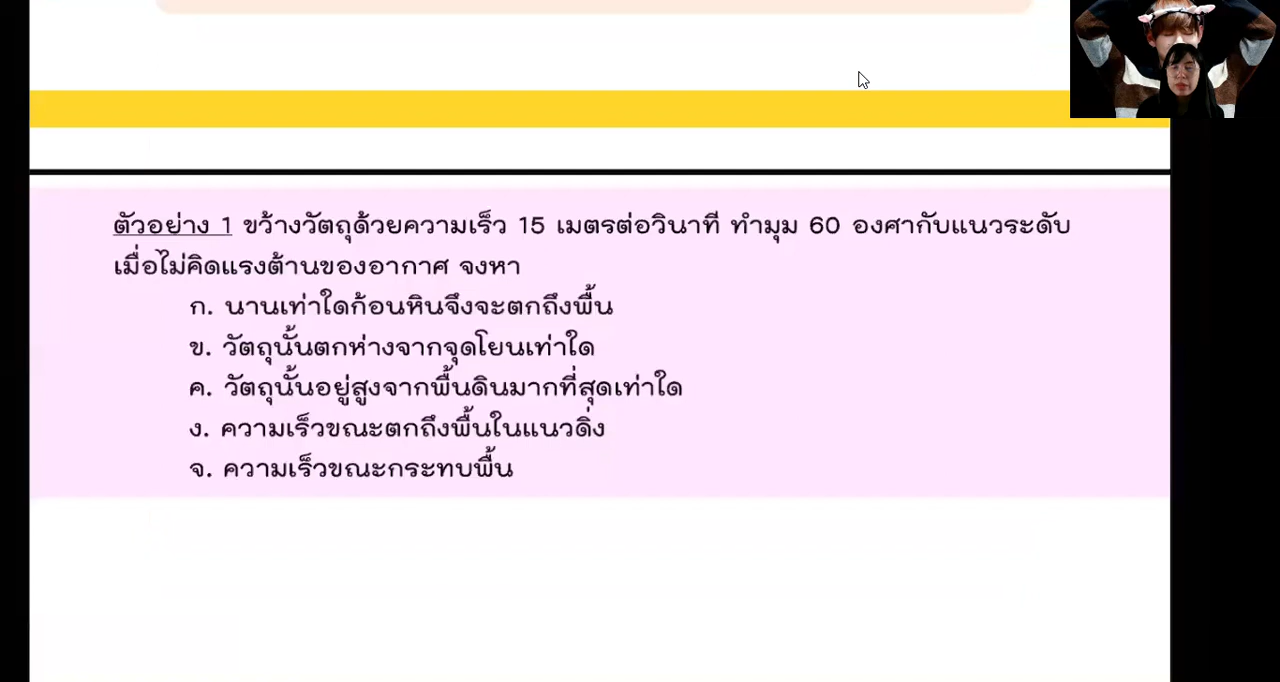 ตัวอย่าง 1 ขว้างวัตถุด้วยความเร็ว 15 เมตรต่อวินาที ทำมุม 60 องศากับแนวระดับ
เมื่อไม่คิดแรงต้านของอากาศ จงหา
ก. นานเท่าใดก้อนหินจึงจะตกถึงพื้น
ข. วัตถุนั้นตกห่างจากจุดโยนเท่าใด
ค. วัตถุนั้นอยู่สูงจากพื้นดินมากที่สุดเท่าใด
ง. ความเร็วขณะตกถึงพื้นในแนวดิ่ง
จ. ความเร็วขณะกระทบพื้น